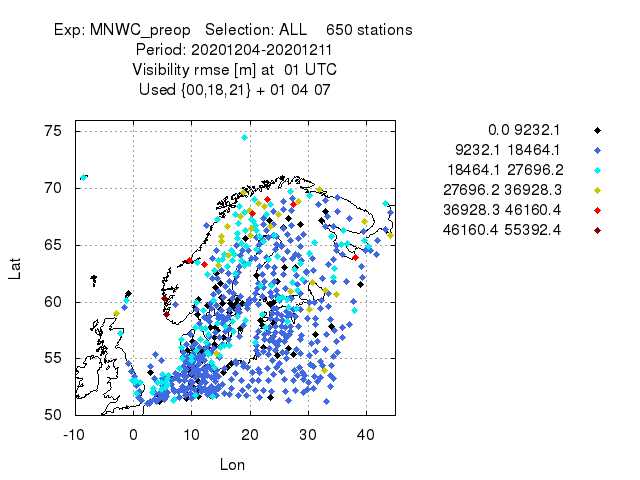 Exp: MNWC_preop   Selection: ALL    650 stations
Period: 20201204-20201211
Visibility rmse [m] at  01 UTC
Used {00,18,21} + 01 04 07
0.0 9232.1
9232.1 18464.1
18464.1 27696.2
27696.2 36928.3
36928.3 46160.4
46160.4 55392.4
75
70
65
60
55
50
Lat
-10 0 10 20 30 40
Lon